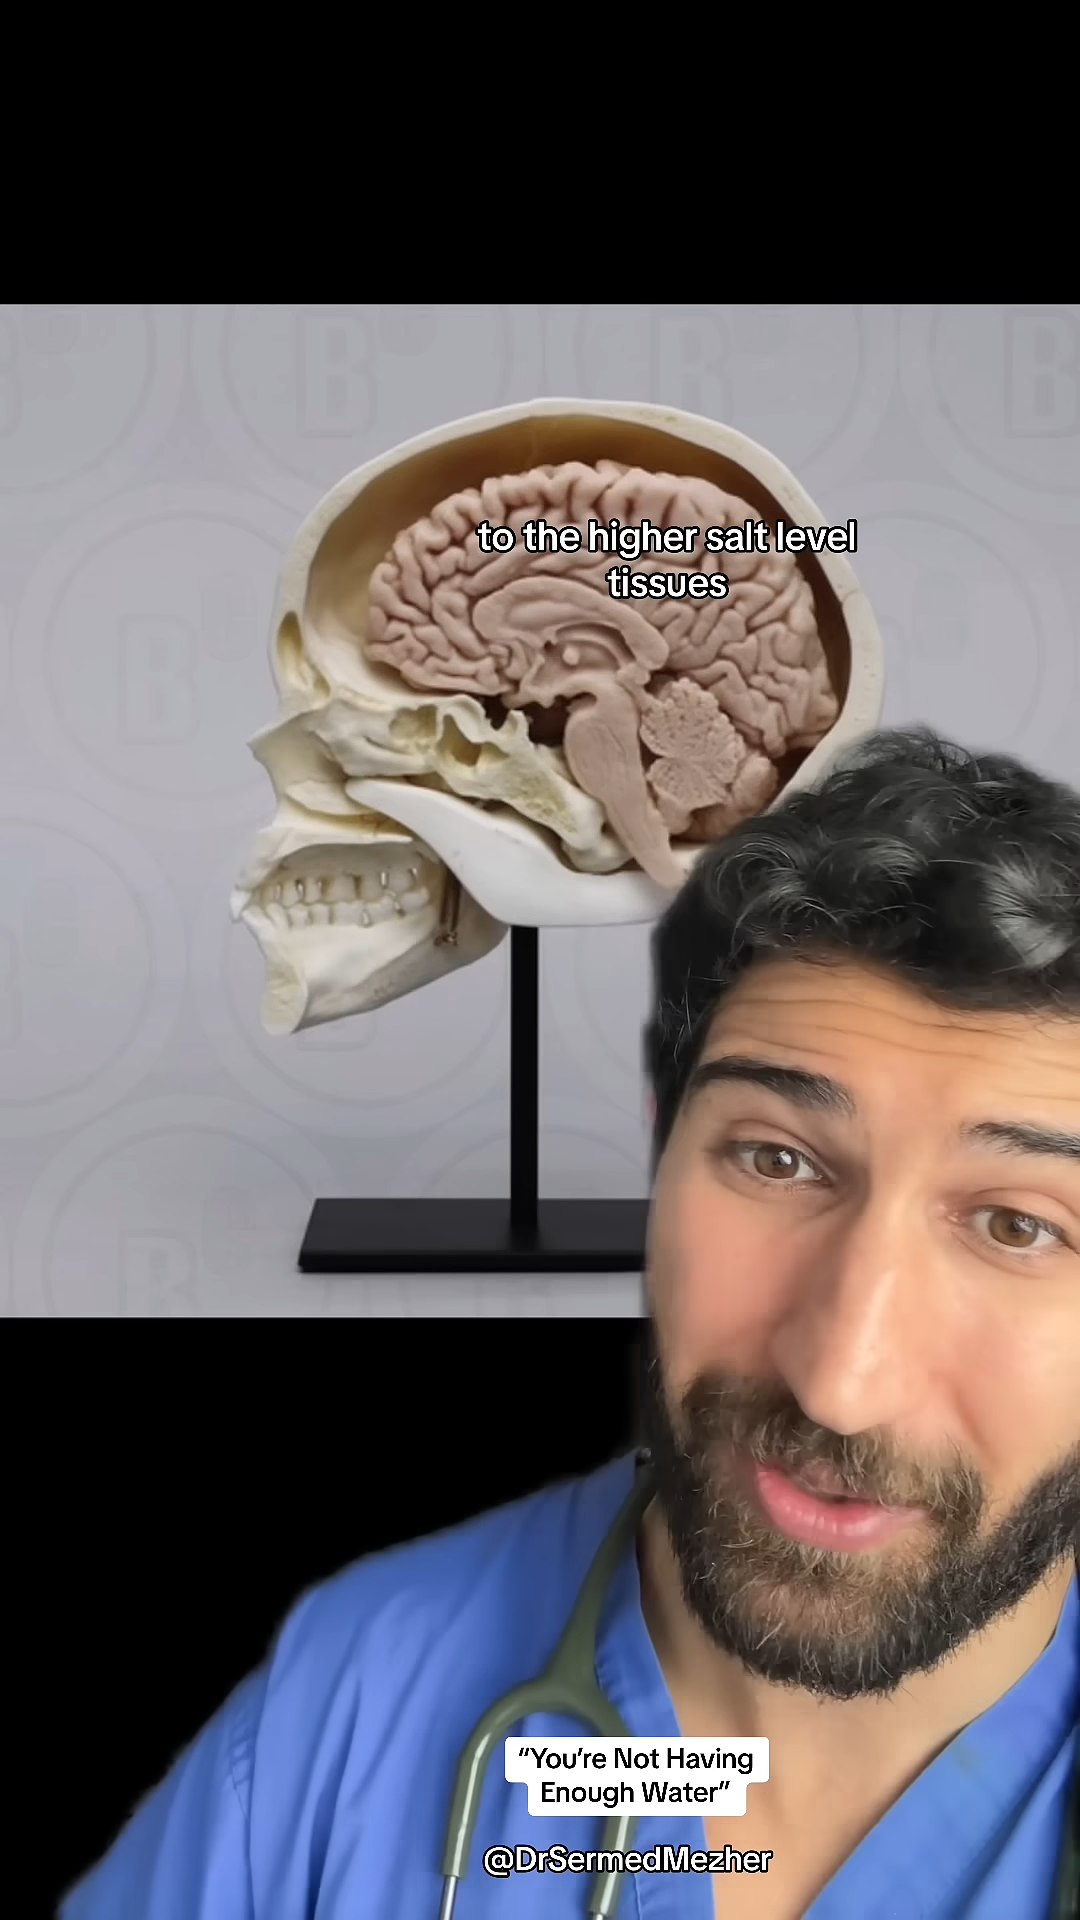 to the higher salt level
tissues
“You’re Not Having
Enough Water”
@DrSermedMezher